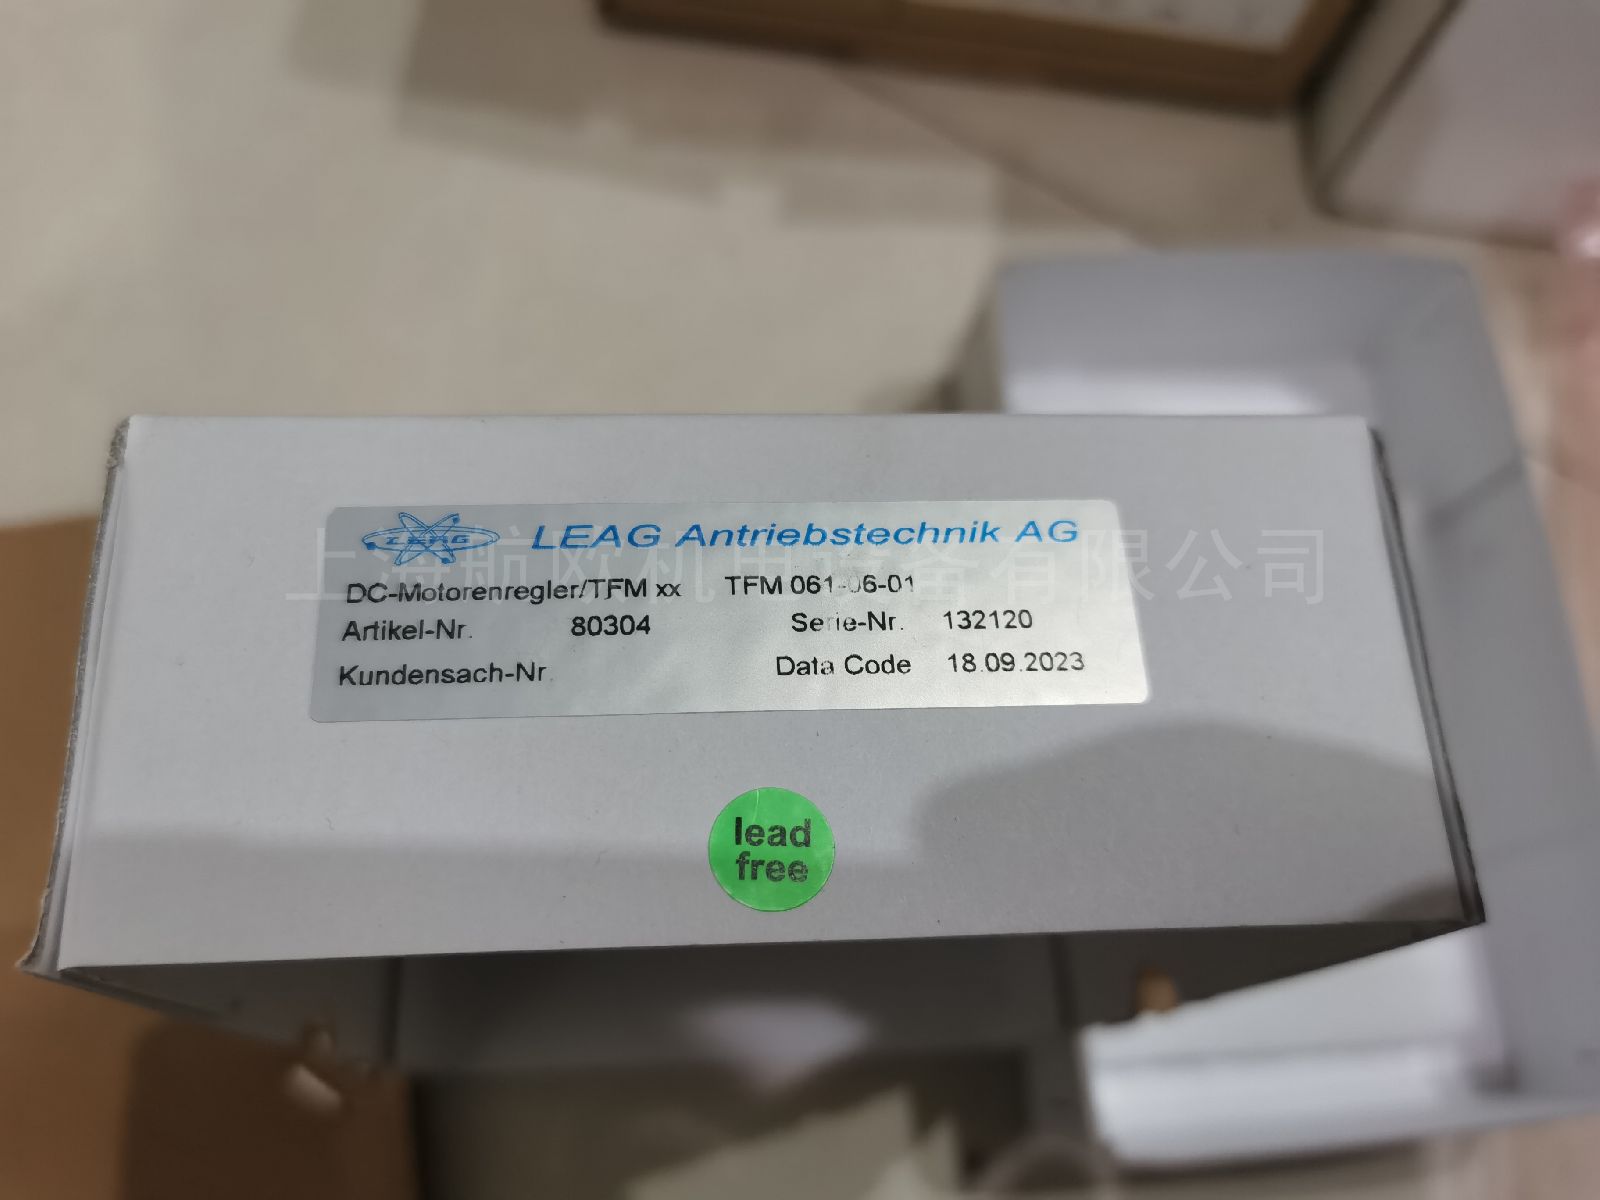 LEAG
LEAG Antriebstechnik AG
DC-Motorenregler/TFM xx TFM 061-06-01
Artikel-Nr. 80304 Serie-Nr. 132120
Kundensach-Nr. Data Code 18.09.2023
lead
free
上海航欧机电设备有限公司